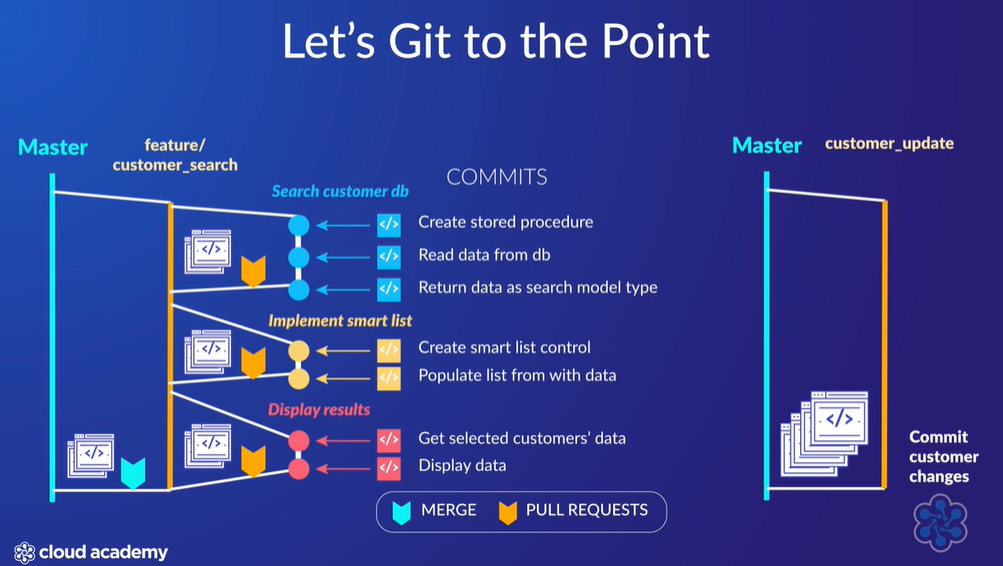 Let's Git to the Point
Master
feature/
customer_search
COMMITS
Search customer db
</> Create stored procedure
</> Read data from db
</> Return data as search model type
Implement smart list
</> Create smart list control
</> Populate list from with data
Display results
</> Get selected customers' data
</> Display data
MERGE PULL REQUESTS
Master
customer_update
Commit
customer
changes
</>
</>
</>
</>
</>
cloud academy